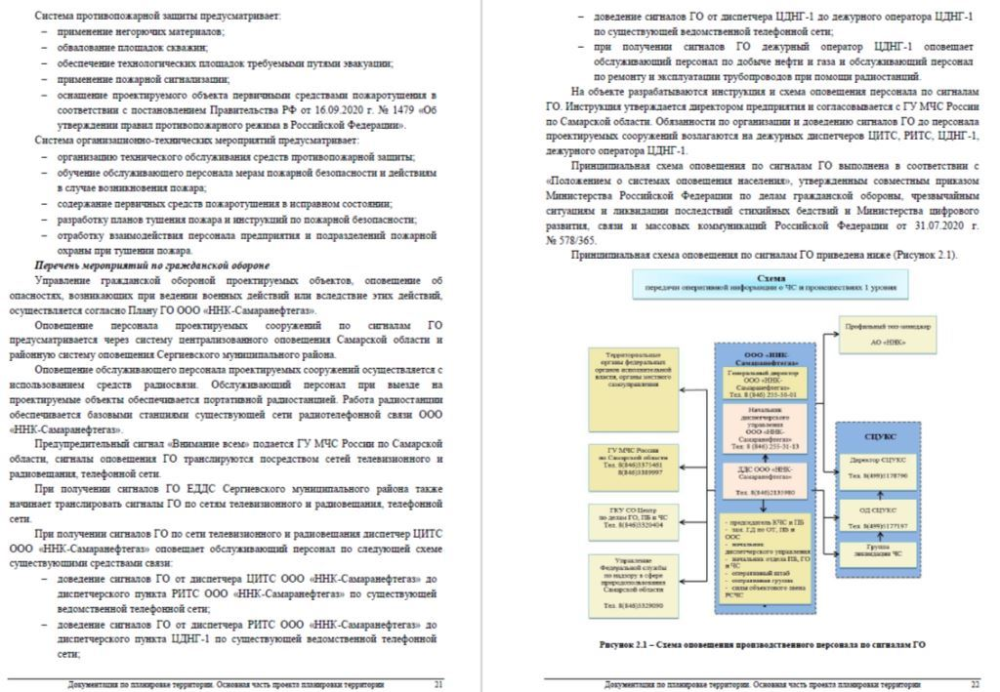 Система противопожарной защиты предусматривает:
– применение негорючих материалов;
– обвалование площадок скважин;
– обеспечение технологических площадок требуемыми путями эвакуации;
– применение пожарной сигнализации;
– оснащение проектируемого объекта первичными средствами пожаротушения в
соответствии с постановлением Правительства РФ от 16.09.2020 г. № 1479 «Об
утверждении правил противопожарного режима в Российской Федерации».
Система организационно-технических мероприятий предусматривает:
– организацию технического обслуживания средств противопожарной защиты;
– обучение обслуживающего персонала мерам пожарной безопасности и действиям
в случае возникновения пожара;
– содержание первичных средств пожаротушения в исправном состоянии;
– разработку планов тушения пожара и инструкций по пожарной безопасности;
– отработку взаимодействия персонала предприятия и подразделений пожарной
охраны при тушении пожара.
Перечень мероприятий по гражданской обороне
Управление гражданской обороной проектируемых объектов, оповещение об
опасностях, возникающих при ведении военных действий или вследствие этих действий,
осуществляется согласно Плану ГО ООО «ННК-Самаранефтегаз».
Оповещение персонала проектируемых сооружений по сигналам ГО
предусматривается через систему централизованного оповещения Самарской области и
районную систему оповещения Сергиевского муниципального района.
Оповещение обслуживающего персонала проектируемых сооружений осуществляется с
использованием средств радиосвязи. Обслуживающий персонал при выезде на
проектируемые объекты обеспечивается портативной радиостанцией. Работа радиостанции
обеспечивается базовыми станциями существующей сети радиотелефонной связи ООО
«ННК-Самаранефтегаз».
Предупредительный сигнал «Внимание всем» подается ГУ МЧС России по Самарской
области, сигналы оповещения ГО транслируются посредством сетей телевизионного и
радиовещания, телефонной сети.
При получении сигналов ГО ЕДДС Сергиевского муниципального района также
начинает транслировать сигналы ГО по сетям телевизионного и радиовещания, телефонной
сети.
При получении сигналов ГО по сети телевизионного и радиовещания диспетчер ЦИТС
ООО «ННК-Самаранефтегаз» оповещает обслуживающий персонал по следующей схеме
существующими средствами связи:
– доведение сигналов ГО от диспетчера ЦИТС ООО «ННК-Самаранефтегаз» до
диспетчерского пункта РИТС ООО «ННК-Самаранефтегаз» по существующей
ведомственной телефонной сети;
– доведение сигналов ГО от диспетчера РИТС ООО «ННК-Самаранефтегаз» до
диспетчерского пункта ЦДНГ-1 по существующей ведомственной телефонной
сети;
Документация по планировке территории. Основная часть проекта планировки территории 21
– доведение сигналов ГО от диспетчера ЦДНГ-1 до дежурного оператора ЦДНГ-1
по существующей ведомственной телефонной сети;
– при получении сигналов ГО дежурный оператор ЦДНГ-1 оповещает
обслуживающий персонал по добыче нефти и газа и обслуживающий персонал
по ремонту и эксплуатации трубопроводов при помощи радиостанций.
На объекте разрабатываются инструкция и схема оповещения персонала по сигналам
ГО. Инструкция утверждается директором предприятия и согласовывается с ГУ МЧС России
по Самарской области. Обязанности по организации и доведению сигналов ГО до персонала
проектируемых сооружений возлагаются на дежурных диспетчеров ЦИТС, РИТС, ЦДНГ-1,
дежурного оператора ЦДНГ-1.
Принципиальная схема оповещения по сигналам ГО выполнена в соответствии с
«Положением о системах оповещения населения», утвержденным совместным приказом
Министерства Российской Федерации по делам гражданской обороны, чрезвычайным
ситуациям и ликвидации последствий стихийных бедствий и Министерства цифрового
развития, связи и массовых коммуникаций Российской Федерации от 31.07.2020 г.
№ 578/365.
Принципиальная схема оповещения по сигналам ГО приведена ниже (Рисунок 2.1).
Схема
передачи оперативной информации о ЧС и происшествиях 1 уровня
Профильный топ-менеджер
АО «ННК»
Территориальные
органы федеральных
органов исполнительной
власти, органы местного
самоуправления
ГУ МЧС России
по Самарской области
Тел. 8(846)3375461
8(846)3389997
ГКУ СО Центр
по делам ГО, ПБ и ЧС
Тел. 8(846)3320404
Управление
Федеральной службы
по надзору в сфере
природопользования
Самарской области
Тел. 8(846)3329050
ООО «ННК-
Самаранефтегаз»
Генеральный директор
ООО «ННК-
Самаранефтегаз»
Тел. 8 (846) 255-30-01
Начальник
диспетчерского
управления
ООО «ННК-
Самаранефтегаз»
Тел. 8 (846) 255-31-13
ДДС ООО «ННК-
Самаранефтегаз»
Тел. 8(846)2135980
- председатель КЧС и ПБ
- зам. ГД по ОТ, ПБ и
ООС
- начальник
диспетчерского управления
- начальник отдела ПБ, ГО
и ЧС
- оперативный штаб
- оперативная группа
- силы объектового звена
РСЧС
СЦУКС
Директор СЦУКС
Тел. 8(499)5178796
ОД СЦУКС
Тел. 8(499)5177197
Группа
ликвидации ЧС
Рисунок 2.1 – Схема оповещения производственного персонала по сигналам ГО
Документация по планировке территории. Основная часть проекта планировки территории 22